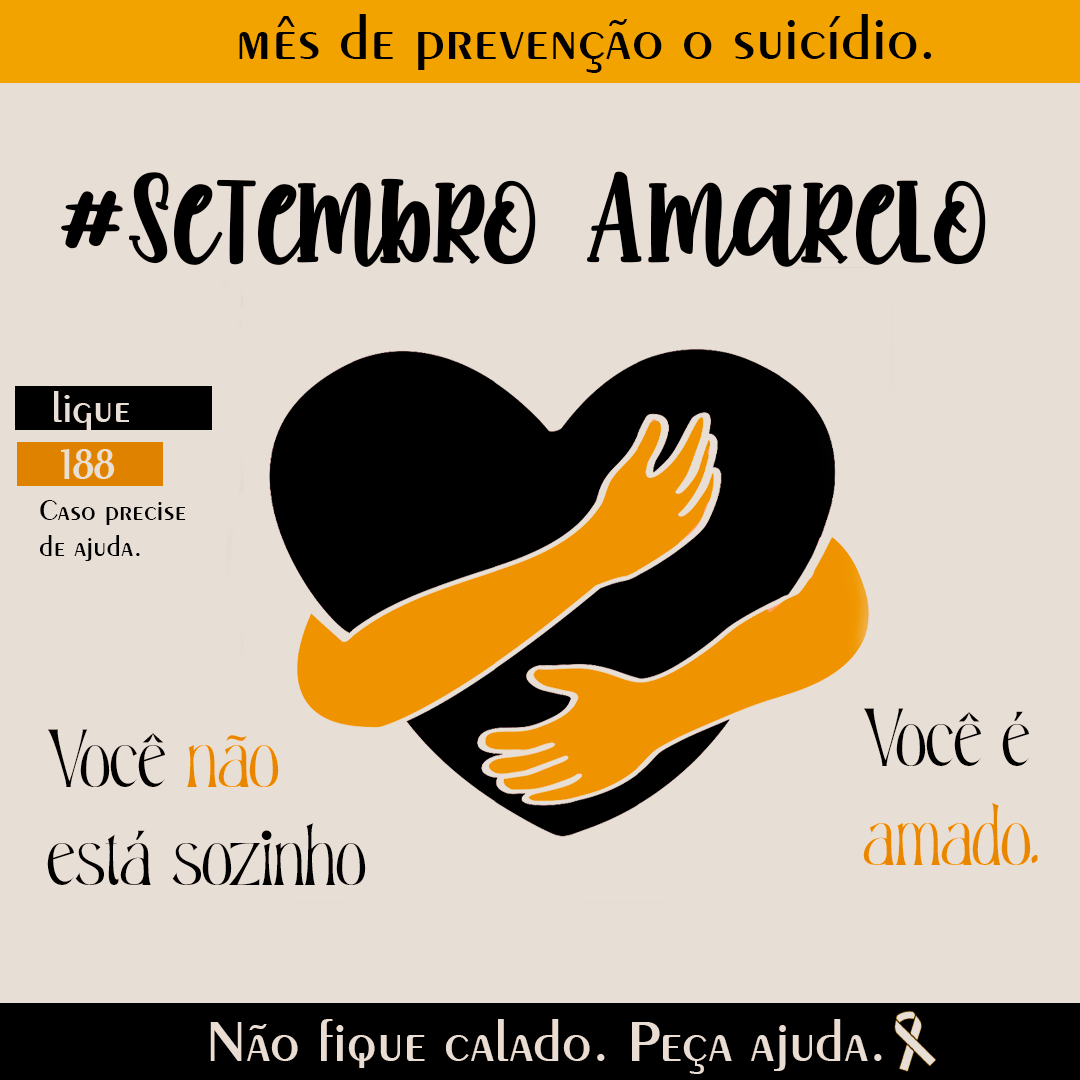 mês de prevenção o suicídio.
#Setembro Amarelo
ligue
188
Caso precise
de ajuda.
Você não
está sozinho
Você é
amado.
Não fique calado. Peça ajuda.